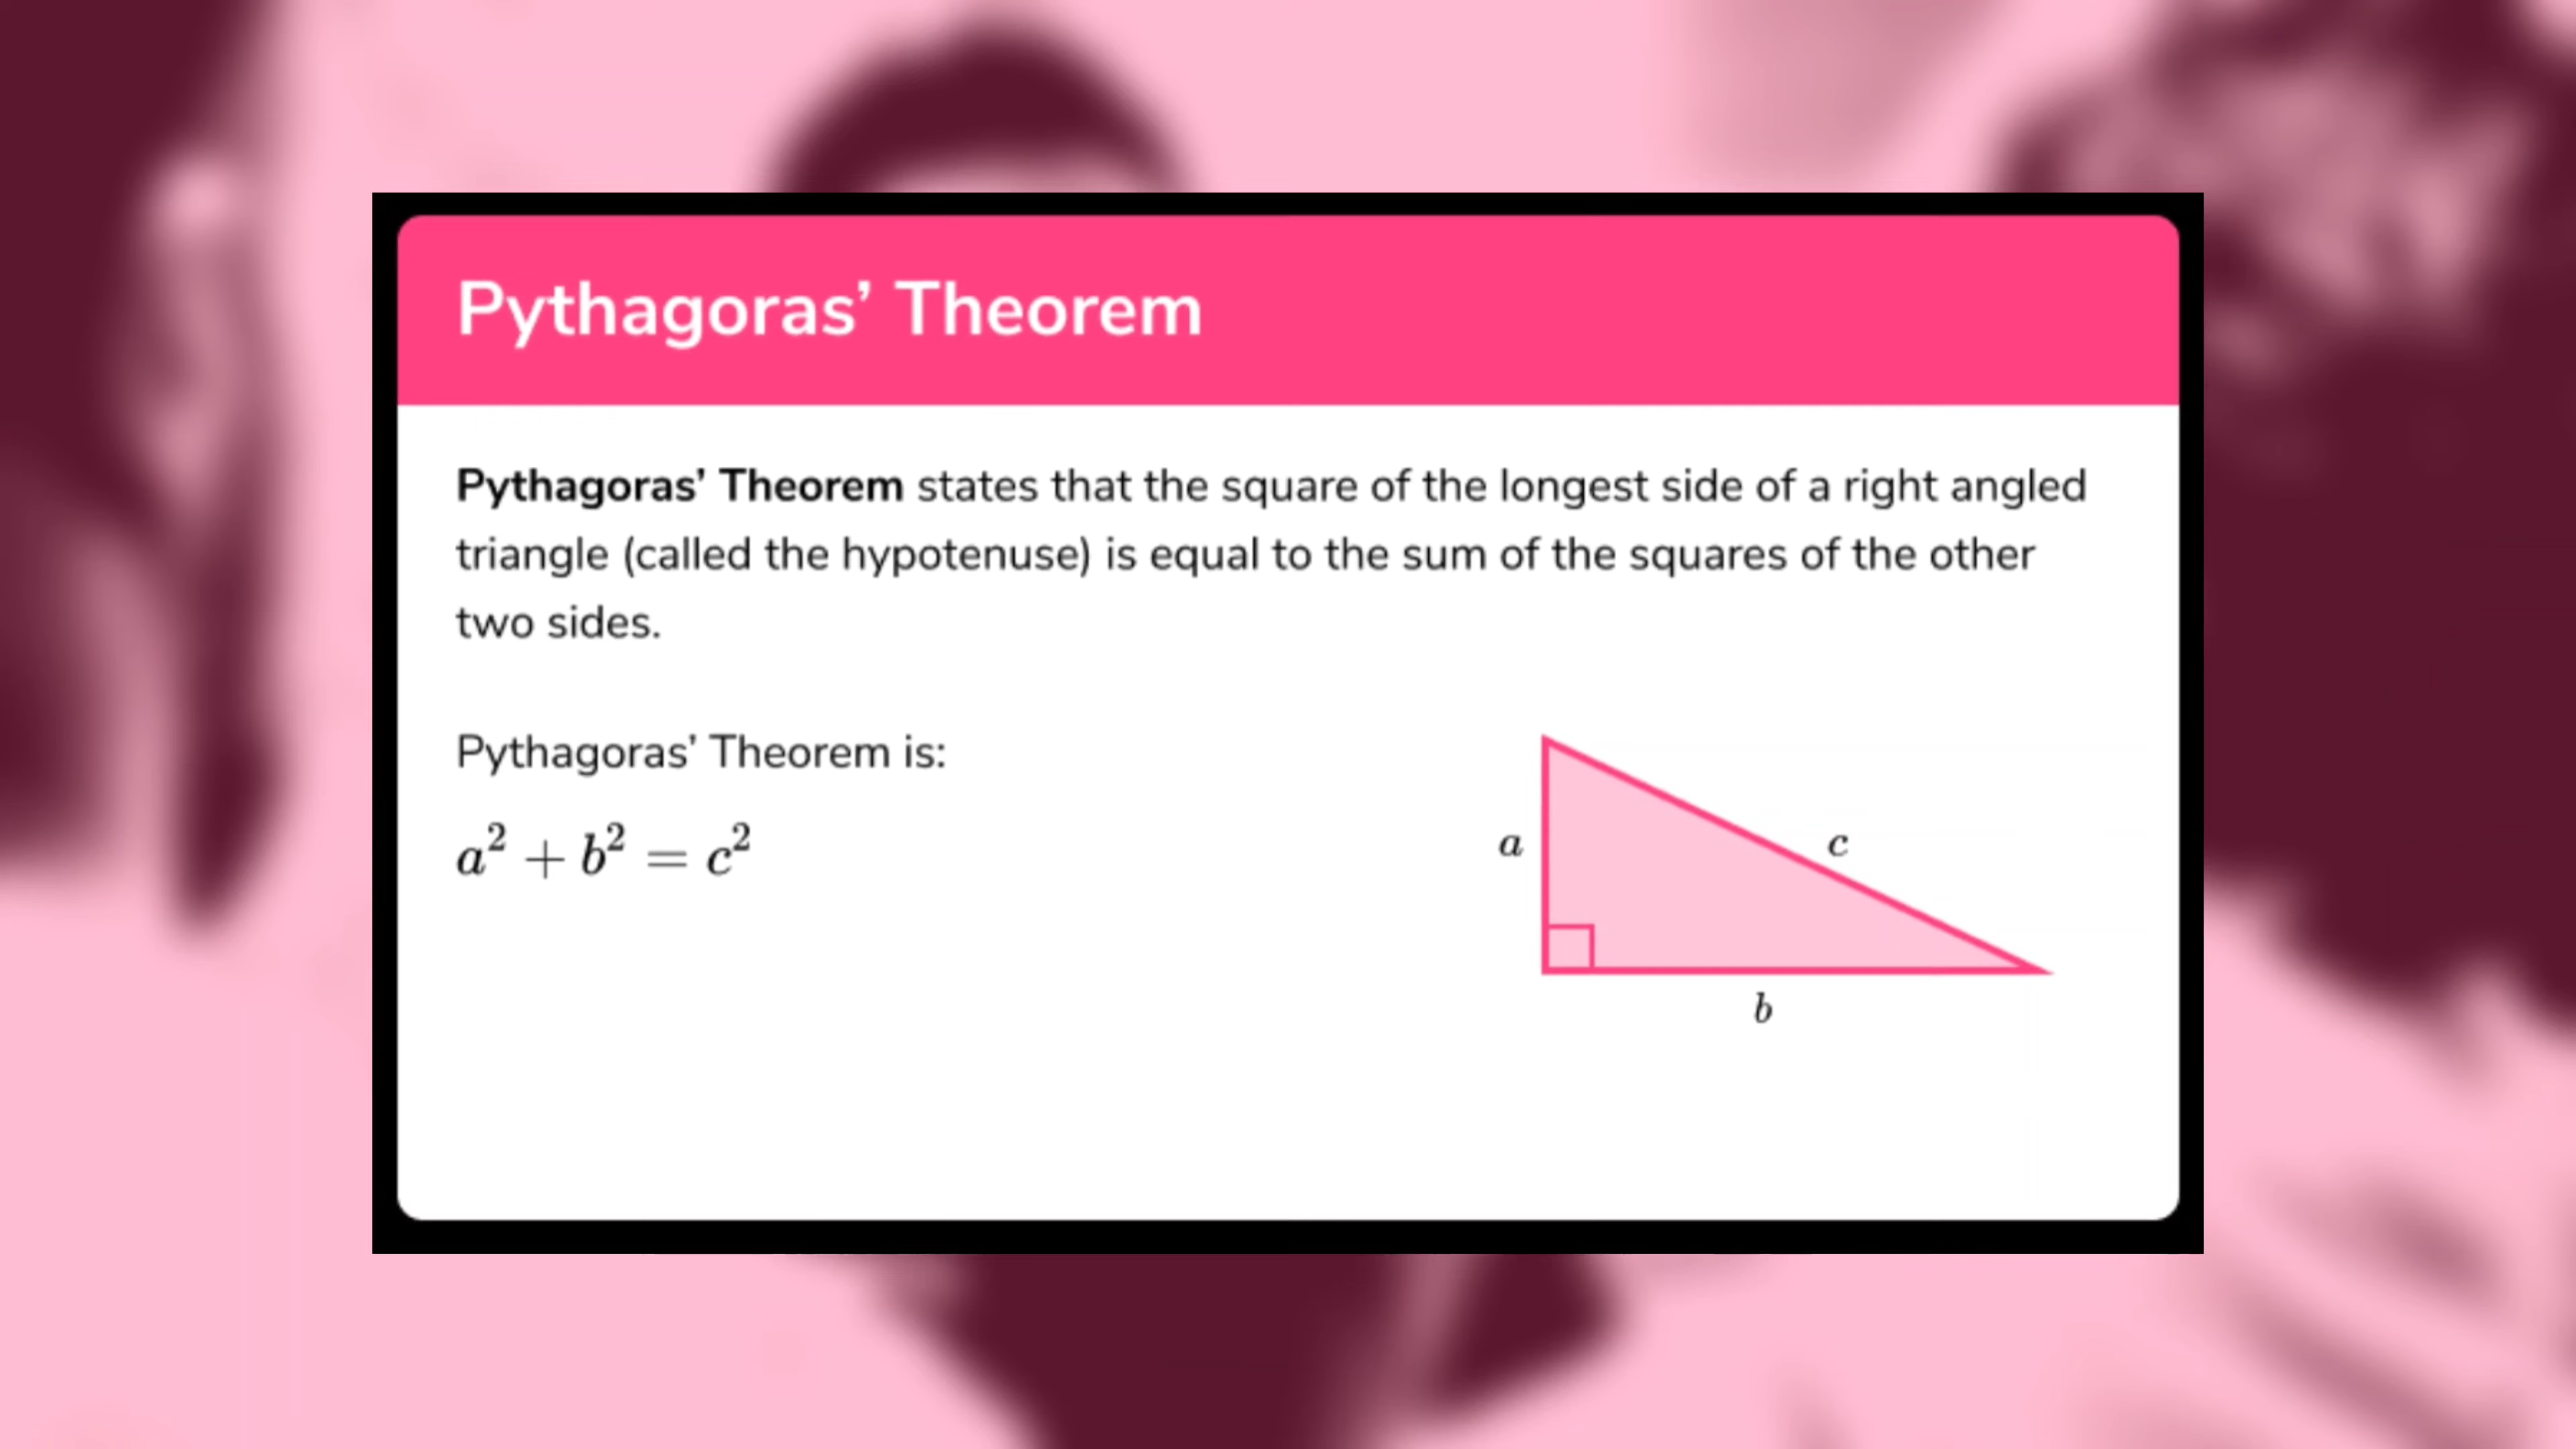 Pythagoras’ Theorem
Pythagoras’ Theorem states that the square of the longest side of a right angled
triangle (called the hypotenuse) is equal to the sum of the squares of the other
two sides.
Pythagoras’ Theorem is:
a² + b² = c²
a
c
b